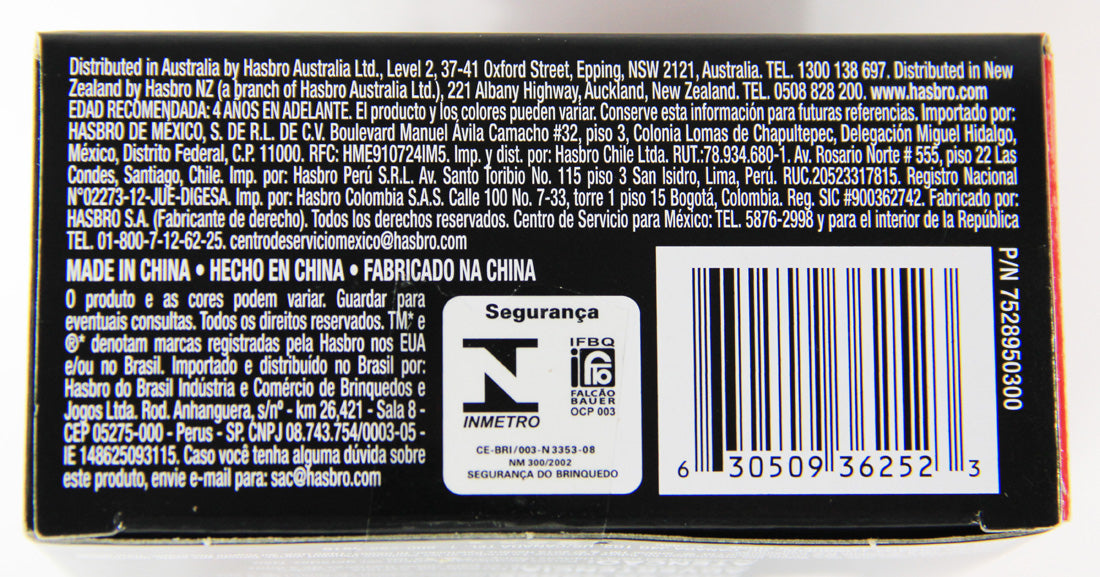 Distributed in Australia by Hasbro Australia Ltd., Level 2, 37-41 Oxford Street, Epping, NSW 2121, Australia. TEL. 1300 138 697. Distributed in New
Zealand by Hasbro NZ (a branch of Hasbro Australia Ltd.), 221 Albany Highway, Auckland, New Zealand. TEL. 0508 828 200. www.hasbro.com
EDAD RECOMENDADA: 4 AÑOS EN ADELANTE. El producto y los colores pueden variar. Conserve esta información para futuras referencias. Importado por:
HASBRO DE MÉXICO, S. DE R.L. DE C.V. Boulevard Manuel Ávila Camacho #32, piso 3, Colonia Lomas de Chapultepec, Delegación Miguel Hidalgo,
México, Distrito Federal, C.P. 11000. RFC: HME910724IM5. Imp. y dist. por: Hasbro Chile Ltda. RUT.:78.934.680-1. Av. Rosario Norte # 555, piso 22 Las
Condes, Santiago, Chile. Imp. por: Hasbro Perú S.R.L. Av. Santo Toribio No. 115 piso 3 San Isidro, Lima, Perú. RUC.20523317815. Registro Nacional
N°02273-12-JUE-DIGESA. Imp. por: Hasbro Colombia S.A.S. Calle 100 No. 7-33, torre 1 piso 15 Bogotá, Colombia. Reg. SIC #900362742. Fabricado por:
HASBRO S.A. (Fabricante de derecho). Todos los derechos reservados. Centro de Servicio para México: TEL. 5876-2998 y para el interior de la República
TEL. 01-800-7-12-62-25. centrodeserviciomexico@hasbro.com
MADE IN CHINA • HECHO EN CHINA • FABRICADO NA CHINA
O produto e as cores podem variar. Guardar para
eventuais consultas. Todos os direitos reservados. TM* e
®* denotam marcas registradas pela Hasbro nos EUA
e/ou no Brasil. Importado e distribuído no Brasil por:
Hasbro do Brasil Indústria e Comércio de Brinquedos e
Jogos Ltda. Rod. Anhanguera, s/nº - km 26,421 - Sala 8 -
CEP 05275-000 - Perus - SP. CNPJ 08.743.754/0003-05 -
IE 148625093115. Caso você tenha alguma dúvida sobre
este produto, envie e-mail para: sac@hasbro.com
Segurança
INMETRO
IFBQ
FALCÃO
BAUER
OCP 003
CE-BRI/003-N 3353-08
NM 300/2002
SEGURANÇA DO BRINQUEDO
6 30509 36252 3
P/N 7528950300